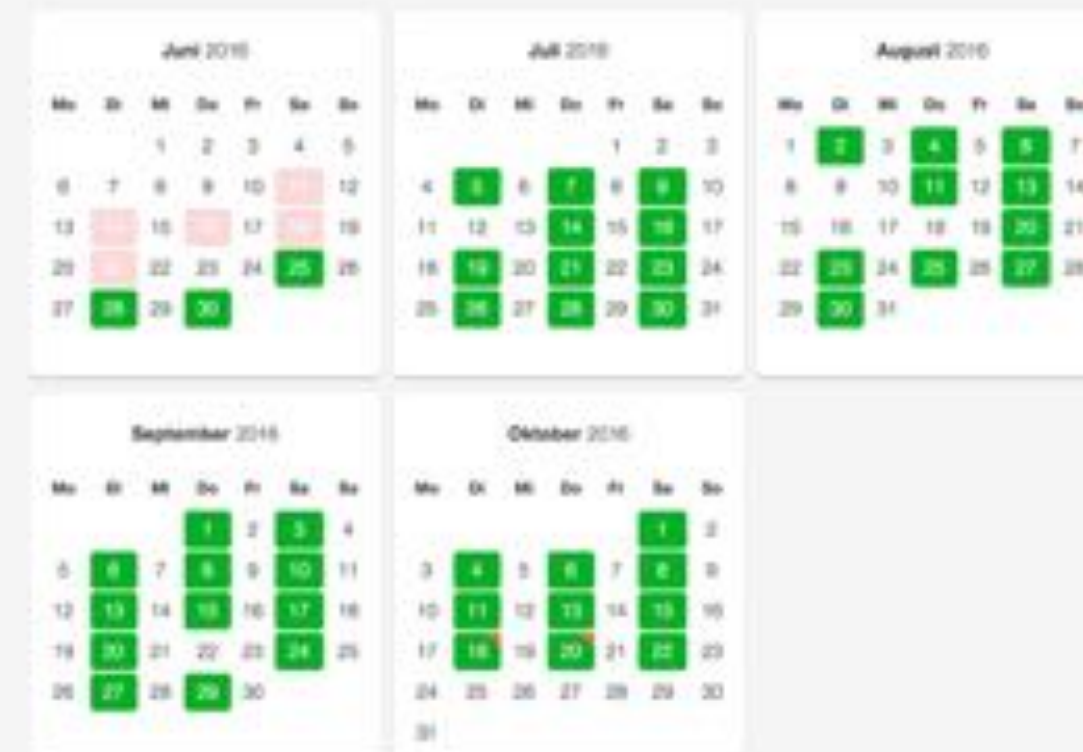 Juni 2016
Mo Di Mi Do Fr Sa So
1 2 3 4 5
6 7 8 9 10 11 12
13 14 15 16 17 18 19
20 21 22 23 24 25 26
27 28 29 30
Juli 2016
Mo Di Mi Do Fr Sa So
1 2 3
4 5 6 7 8 9 10
11 12 13 14 15 16 17
18 19 20 21 22 23 24
25 26 27 28 29 30 31
August 2016
Mo Di Mi Do Fr Sa So
1 2 3 4 5 6 7
8 9 10 11 12 13 14
15 16 17 18 19 20 21
22 23 24 25 26 27 28
29 30 31
September 2016
Mo Di Mi Do Fr Sa So
1 2 3 4
5 6 7 8 9 10 11
12 13 14 15 16 17 18
19 20 21 22 23 24 25
26 27 28 29 30
Oktober 2016
Mo Di Mi Do Fr Sa So
1 2
3 4 5 6 7 8 9
10 11 12 13 14 15 16
17 18 19 20 21 22 23
24 25 26 27 28 29 30
31